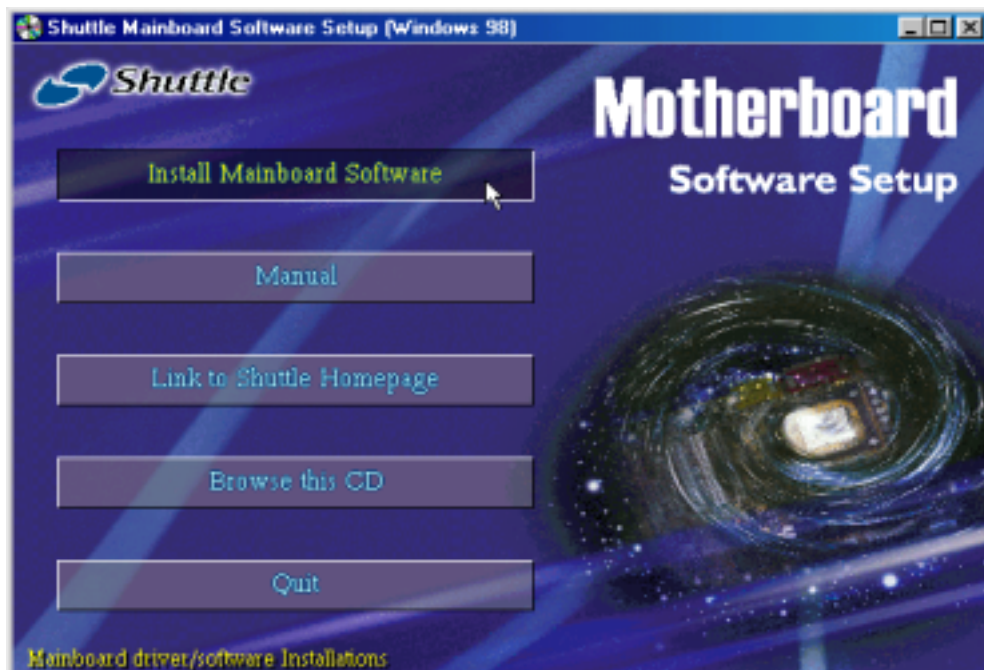 Shuttle Mainboard Software Setup (Windows 98)
Shuttle
Motherboard
Software Setup
Install Mainboard Software
Manual
Link to Shuttle Homepage
Browse this CD
Quit
Mainboard driver/software Installations